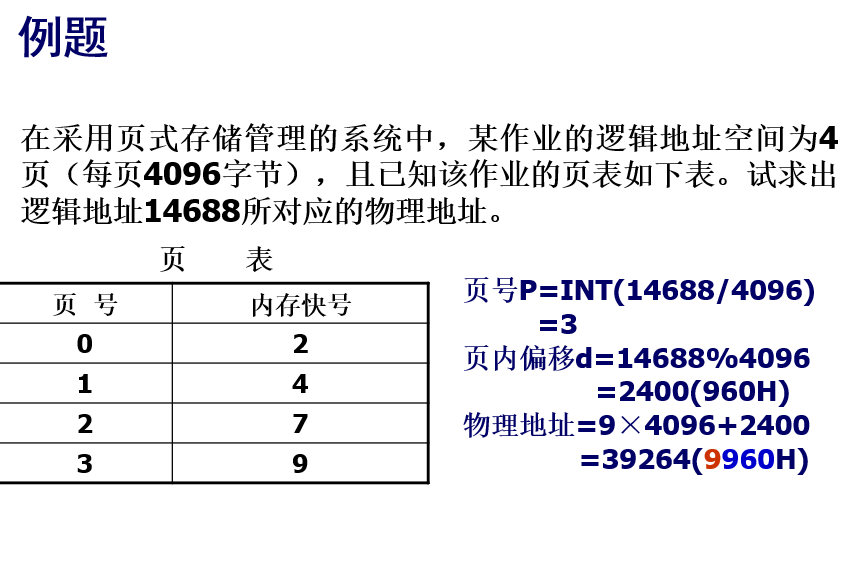 例题
在采用页式存储管理的系统中，某作业的逻辑地址空间为4
页（每页4096字节），且已知该作业的页表如下表。试求出
逻辑地址14688所对应的物理地址。
页 表
页 号 内存快号
0 2
1 4
2 7
3 9
页号P=INT(14688/4096)
=3
页内偏移d=14688%4096
=2400(960H)
物理地址=9×4096+2400
=39264(9960H)